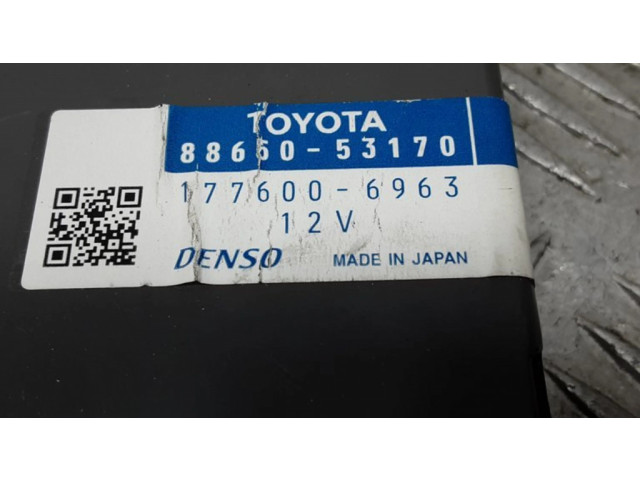 TOYOTA
88650-53170
177600-6963
12V
DENSO MADE IN JAPAN